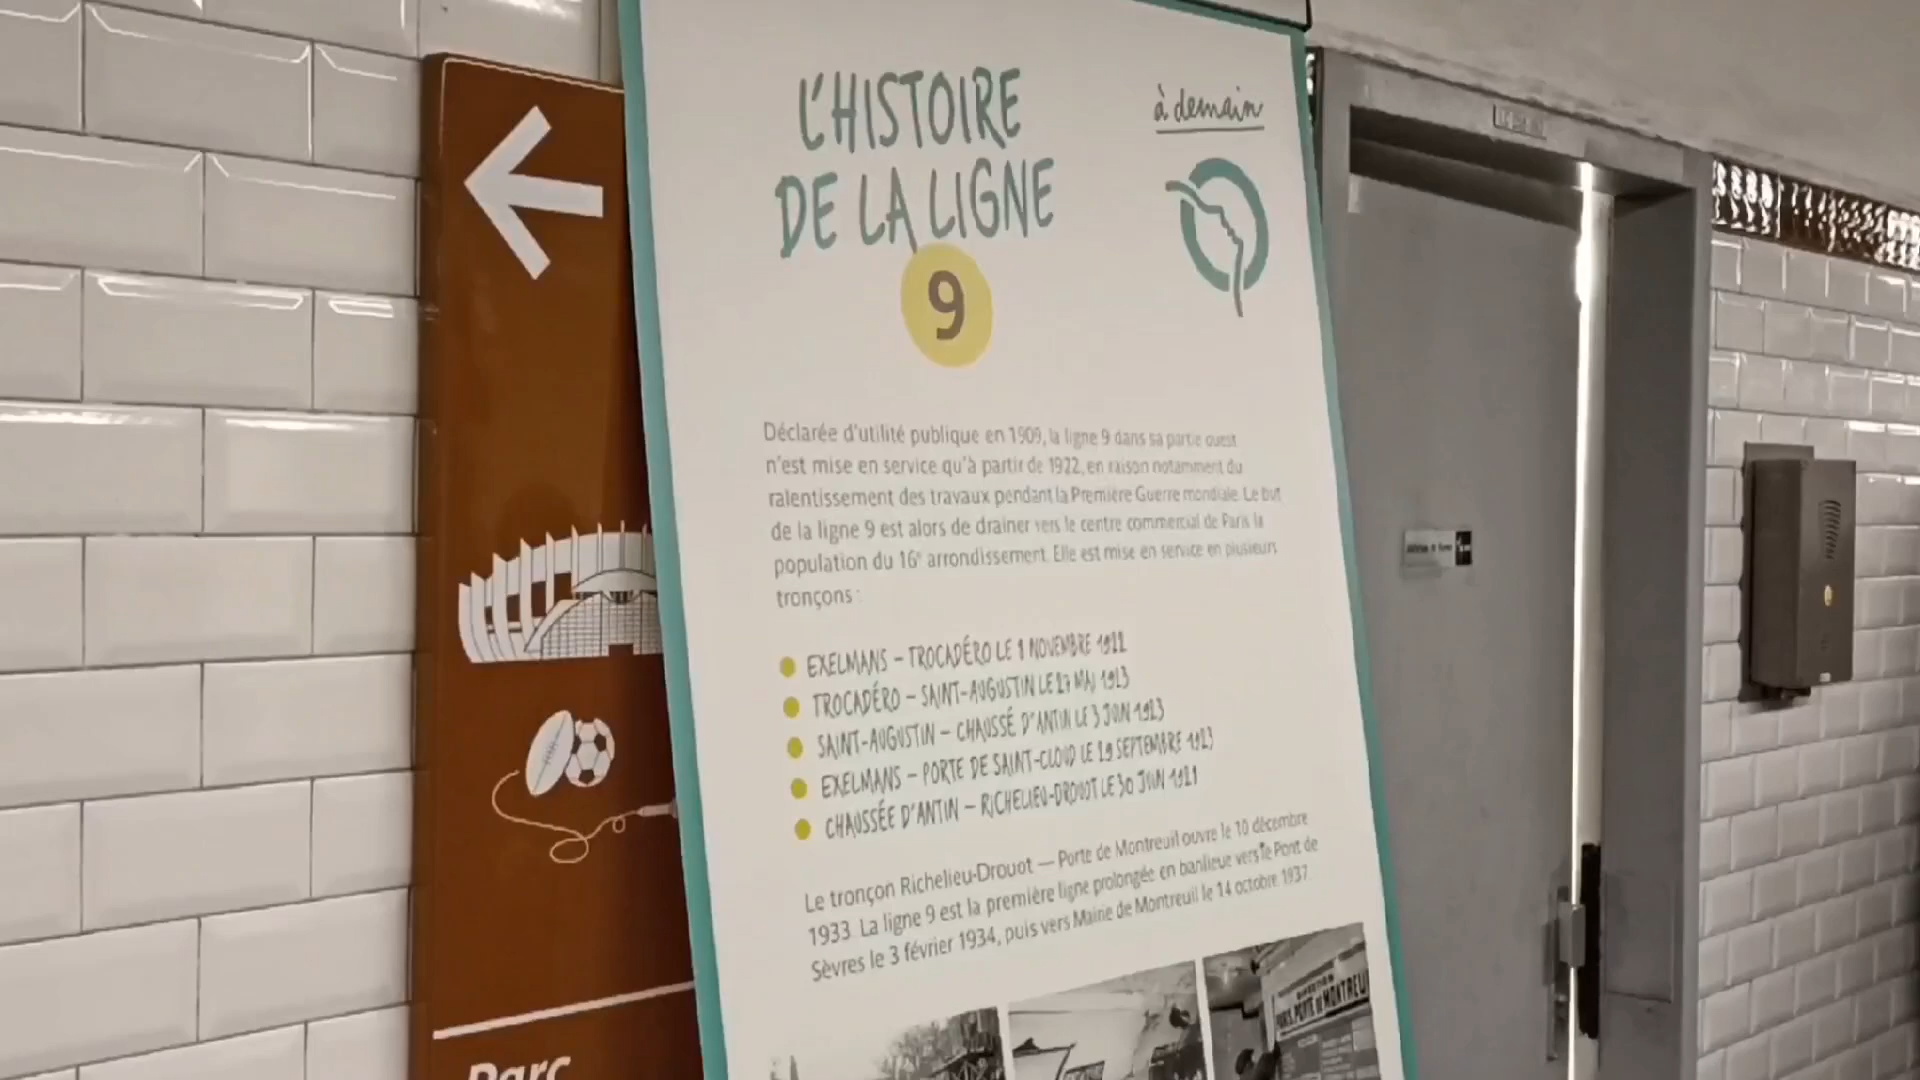 L'HISTOIRE
DE LA LIGNE
9
à demain
Déclarée d'utilité publique en 1909, la ligne 9 dans sa partie ouest
n'est mise en service qu'à partir de 1922, en raison notamment du
ralentissement des travaux pendant la Première Guerre mondiale. Le but
de la ligne 9 est alors de drainer vers le centre commercial de Paris la
population du 16e arrondissement. Elle est mise en service en plusieurs
tronçons :
EXELMANS – TROCADÉRO LE 1 NOVEMBRE 1922
TROCADÉRO – SAINT-AUGUSTIN LE 27 MAI 1923
SAINT-AUGUSTIN – CHAUSSÉ D'ANTIN LE 3 JUIN 1923
EXELMANS – PORTE DE SAINT-CLOUD LE 29 SEPTEMBRE 1923
CHAUSSÉE D'ANTIN – RICHELIEU-DROUOT LE 30 JUIN
Le tronçon Richelieu-Drouot — Porte de Montreuil ouvre le 10 décembre
1933. La ligne 9 est la première ligne prolongée en banlieue vers le Pont de
Sèvres le 3 février 1934, puis vers Mairie de Montreuil le 14 octobre 1937.
DIRECTION
PORTE DE MONTREUIL
Parc